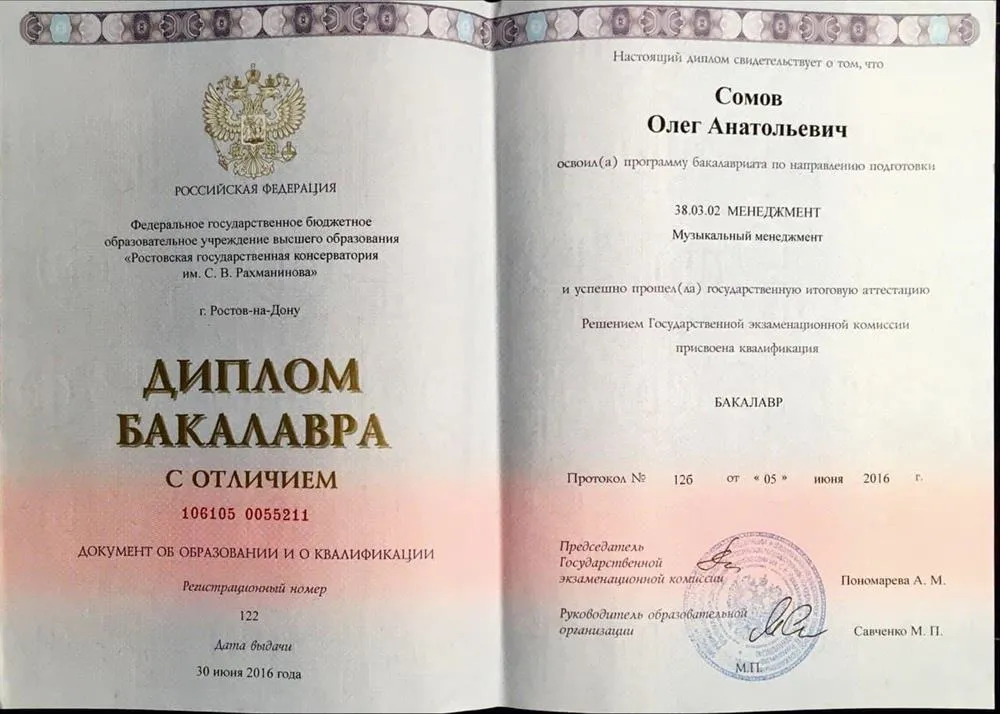 РОССИЙСКАЯ ФЕДЕРАЦИЯ
Федеральное государственное бюджетное
образовательное учреждение высшего образования
«Ростовская государственная консерватория
им. С. В. Рахманинова»
г. Ростов-на-Дону
ДИПЛОМ
БАКАЛАВРА
С ОТЛИЧИЕМ
106105 0055211
ДОКУМЕНТ ОБ ОБРАЗОВАНИИ И О КВАЛИФИКАЦИИ
Регистрационный номер
122
Дата выдачи
30 июня 2016 года
Настоящий диплом свидетельствует о том, что
Сомов
Олег Анатольевич
освоил(а) программу бакалавриата по направлению подготовки
38.03.02 МЕНЕДЖМЕНТ
Музыкальный менеджмент
и успешно прошел(ла) государственную итоговую аттестацию
Решением Государственной экзаменационной комиссии
присвоена квалификация
БАКАЛАВР
Протокол № 12б от « 05 » июня 2016 г.
Председатель
Государственной
экзаменационной комиссии Пономарева А. М.
Руководитель образовательной
организации Савченко М. П.
М.П.